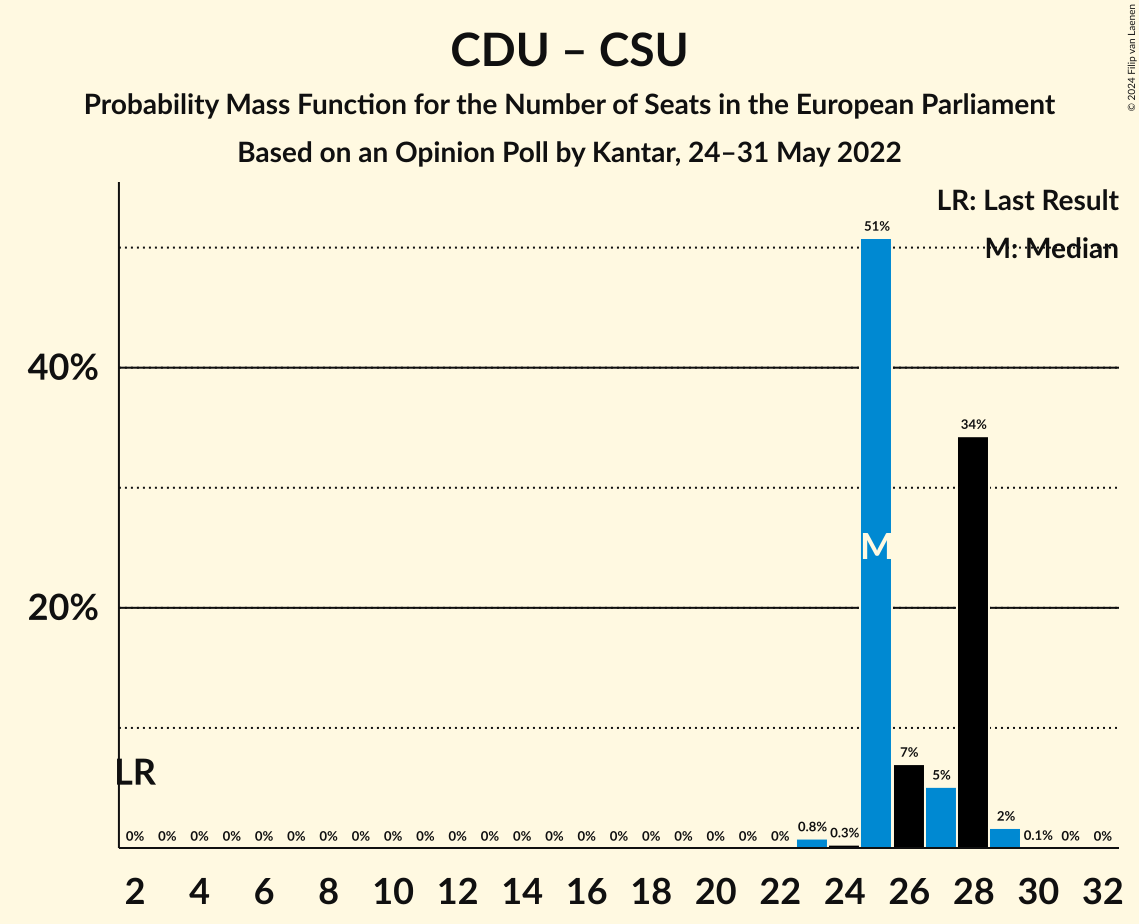 CDU – CSU
Probability Mass Function for the Number of Seats in the European Parliament
Based on an Opinion Poll by Kantar, 24–31 May 2022
© 2024 Filip van Laenen
LR: Last Result
M: Median
51%
40%
34%
M
20%
7%
LR
5%
0% 0% 0% 0% 0% 0% 0% 0% 0% 0% 0% 0% 0% 0% 0% 0% 0% 0% 0% 0% 0% 0.8% 0.3% 2% 0.1% 0% 0%
2 4 6 8 10 12 14 16 18 20 22 24 26 28 30 32